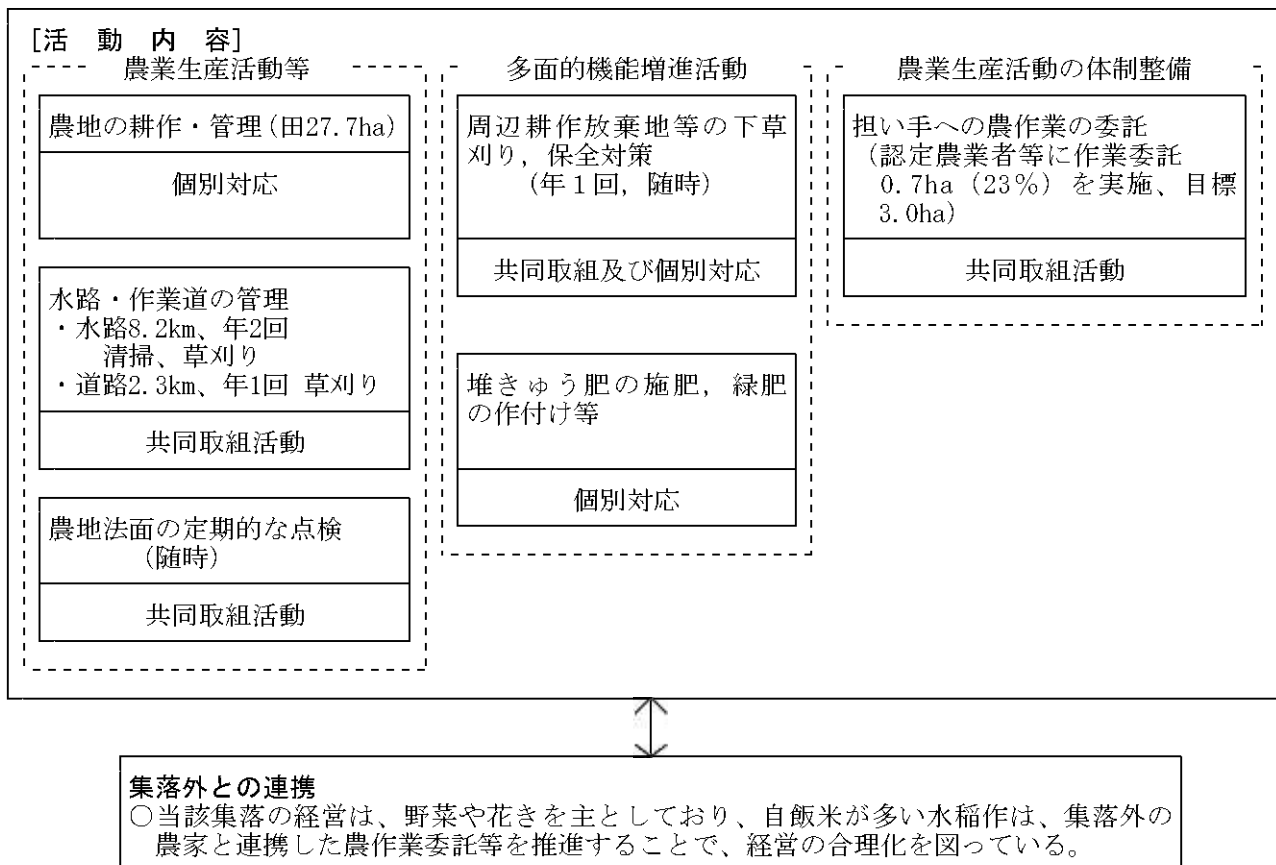 [活　動　内　容]
農業生産活動等
農地の耕作・管理(田27.7ha)
個別対応
水路・作業道の管理
・水路8.2km、年2回
清掃、草刈り
・道路2.3km、年1回 草刈り
共同取組活動
農地法面の定期的な点検
(随時)
共同取組活動
多面的機能増進活動
周辺耕作放棄地等の下草
刈り，保全対策
(年１回，随時)
共同取組及び個別対応
堆きゅう肥の施肥，緑肥
の作付け等
個別対応
農業生産活動の体制整備
担い手への農作業の委託
(認定農業者等に作業委託
0.7ha（23％）を実施、目標
3.0ha)
共同取組活動
集落外との連携
○当該集落の経営は、野菜や花きを主としており、自飯米が多い水稲作は、集落外の
農家と連携した農作業委託等を推進することで、経営の合理化を図っている。